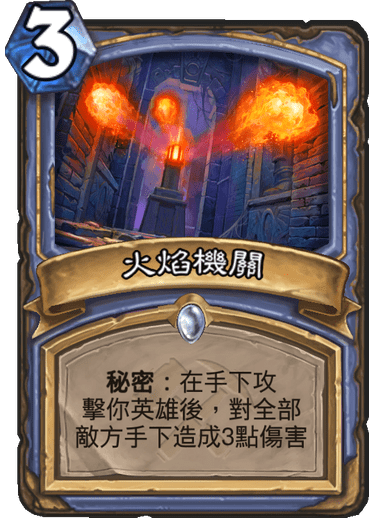 3
火焰機關
秘密：在手下攻
擊你英雄後，對全部
敵方手下造成3點傷害